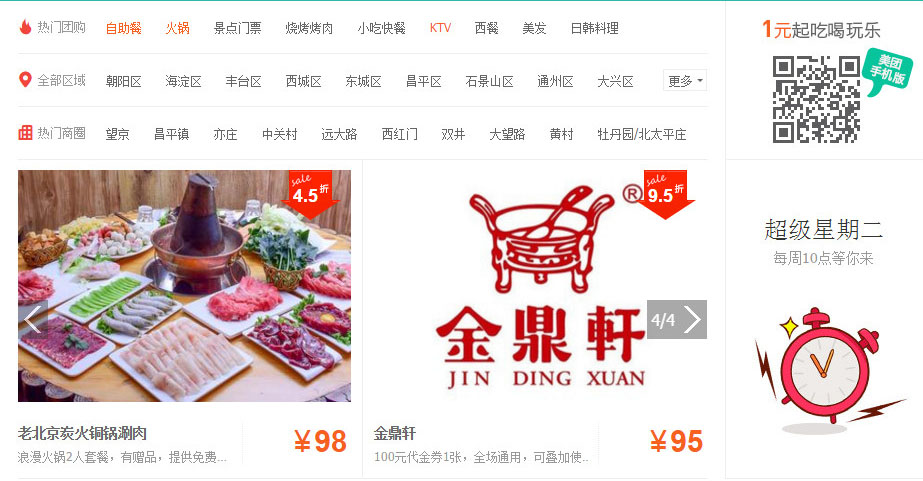 热门团购 自助餐 火锅 景点门票 烧烤烤肉 小吃快餐 KTV 西餐 美发 日韩料理
全部区域 朝阳区 海淀区 丰台区 西城区 东城区 昌平区 石景山区 通州区 大兴区 更多
热门商圈 望京 昌平镇 亦庄 中关村 远大路 西红门 双井 大望路 黄村 牡丹园/北太平庄
sale
4.5折
老北京炭火铜锅涮肉
¥98
浪漫火锅2人套餐，有赠品，提供免费...
sale
9.5折
®
金鼎轩
JIN DING XUAN
4/4
金鼎轩
¥95
100元代金券1张，全场通用，可叠加使..
1元起吃喝玩乐
美团
手机版
超级星期二
每周10点等你来